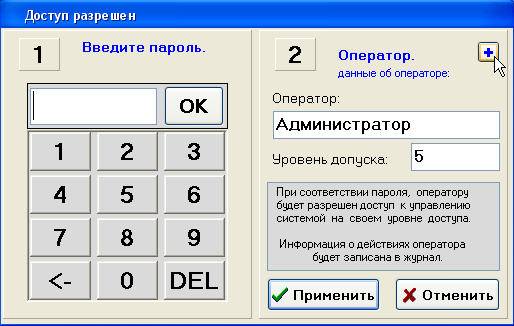 Доступ разрешен
1
Введите пароль.
OK
1 2 3
4 5 6
7 8 9
<- 0 DEL
2
Оператор.
данные об операторе:
+
Оператор:
Администратор
Уровень допуска:
5
При соответствии пароля, оператору
будет разрешен доступ к управлению
системой на своем уровне доступа.
Информация о действиях оператора
будет записана в журнал.
Применить
Отменить